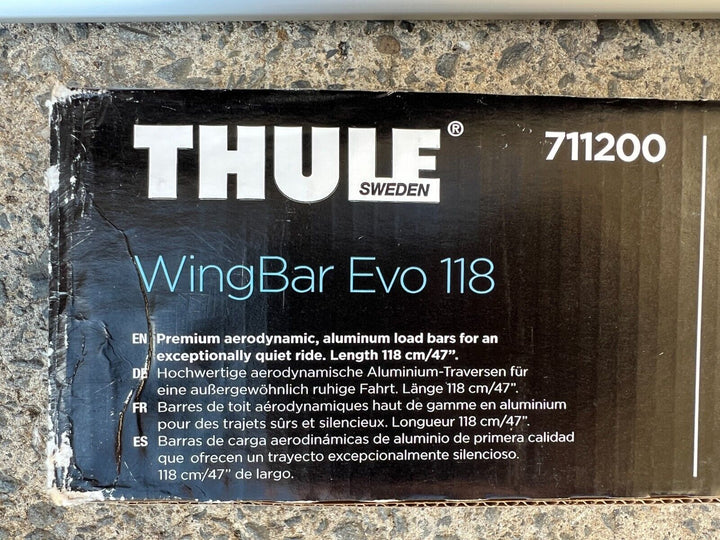 THULE®
SWEDEN
711200
WingBar Evo 118
EN Premium aerodynamic, aluminum load bars for an
exceptionally quiet ride. Length 118 cm/47”.
DE Hochwertige aerodynamische Aluminium-Traversen für
eine außergewöhnlich ruhige Fahrt. Länge 118 cm/47”.
FR Barres de toit aérodynamiques haut de gamme en aluminium
pour des trajets sûrs et silencieux. Longueur 118 cm/47”.
ES Barras de carga aerodinámicas de aluminio de primera calidad
que ofrecen un trayecto excepcionalmente silencioso.
118 cm/47” de largo.